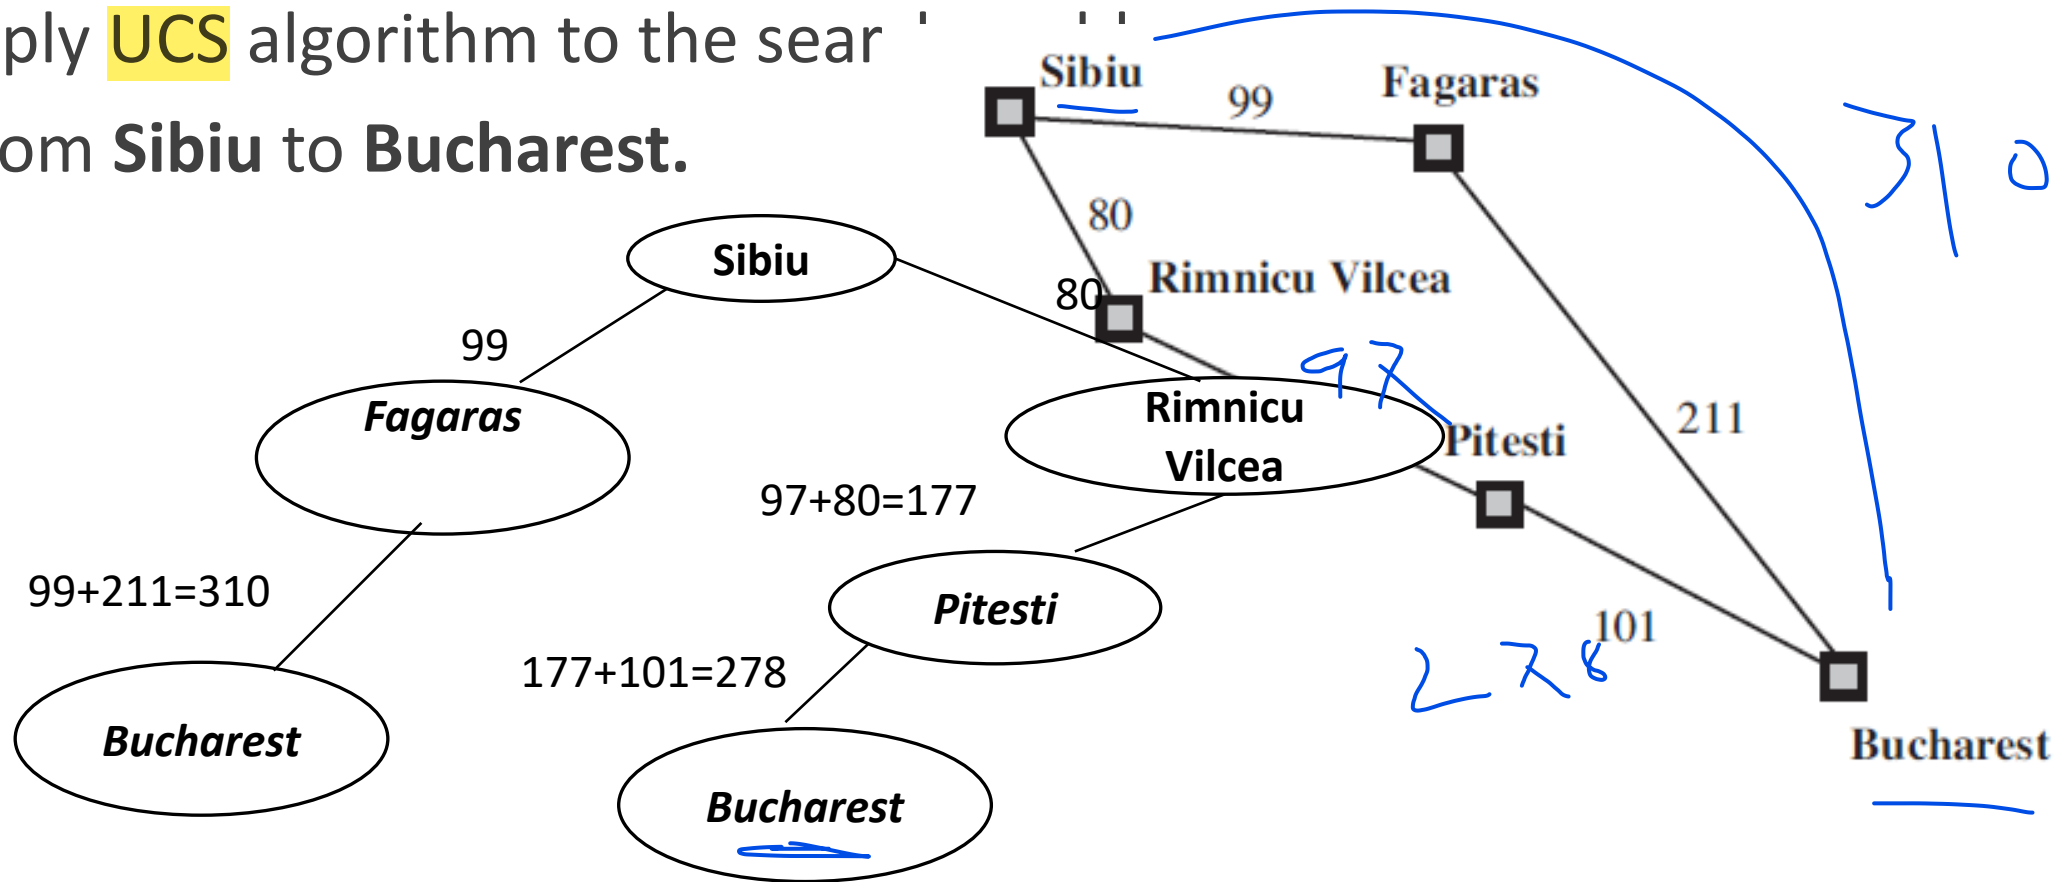 ply UCS algorithm to the sear
om Sibiu to Bucharest.
Sibiu
99
Fagaras
310
80
Rimnicu Vilcea
97
Pitesti
211
101
278
Bucharest
Sibiu
99
80
Fagaras
Rimnicu
Vilcea
97+80=177
99+211=310
Pitesti
177+101=278
Bucharest
Bucharest